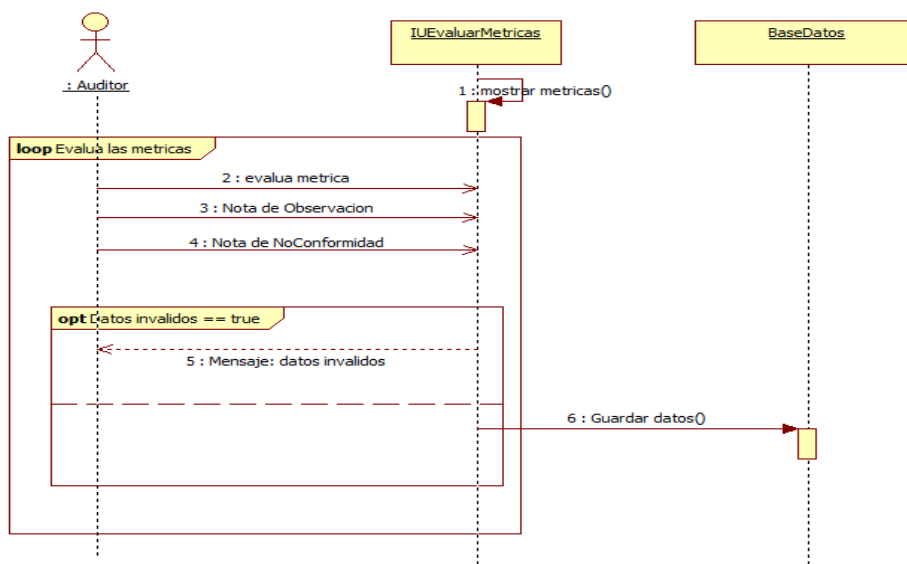 IUEvaluarMetricas
BaseDatos
: Auditor
1 : mostrar metricas()
loop Evalua las metricas
2 : evalua metrica
3 : Nota de Observacion
4 : Nota de NoConformidad
opt Datos invalidos == true
5 : Mensaje: datos invalidos
6 : Guardar datos()